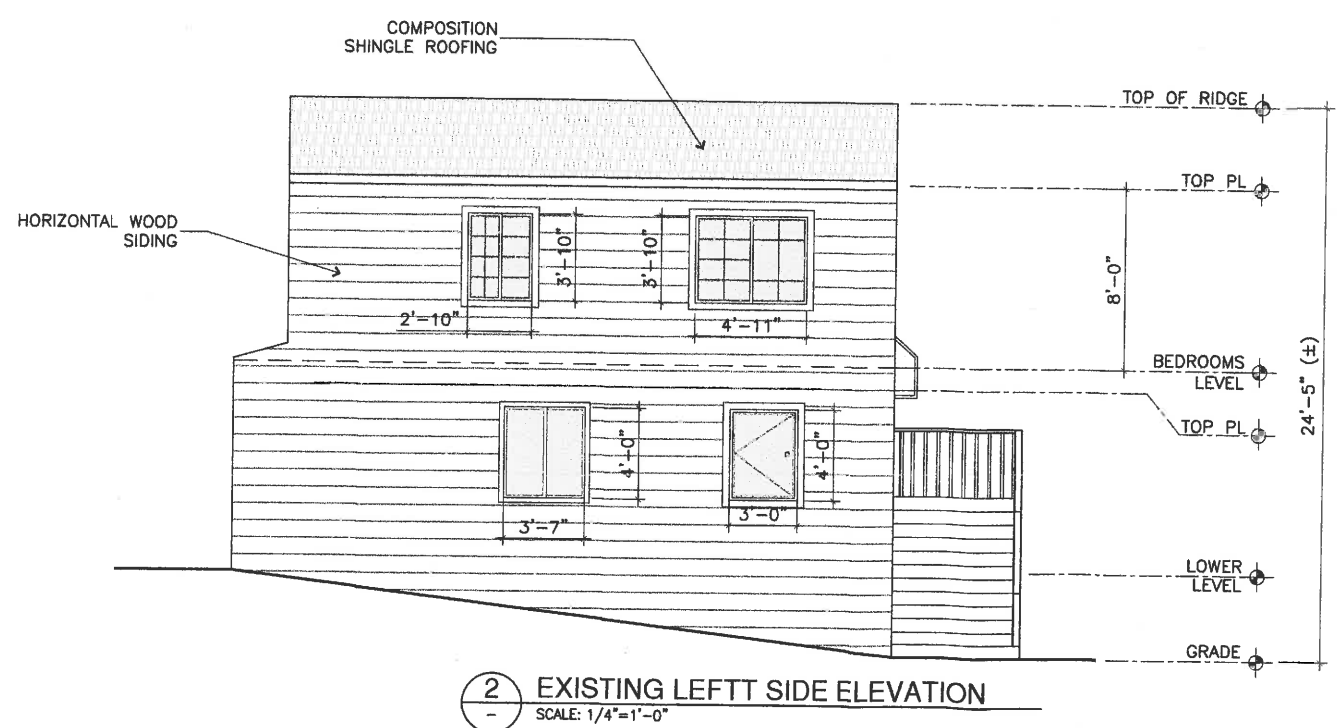 COMPOSITION
SHINGLE ROOFING
TOP OF RIDGE
TOP PL
HORIZONTAL WOOD
SIDING
3'-10"
3'-10"
8'-0"
2'-10"
4'-11"
BEDROOMS
LEVEL
24'-5" (±)
TOP PL
4'-0"
4'-0"
3'-7"
3'-0"
LOWER
LEVEL
GRADE
2
-
EXISTING LEFTT SIDE ELEVATION
SCALE: 1/4"=1'-0"